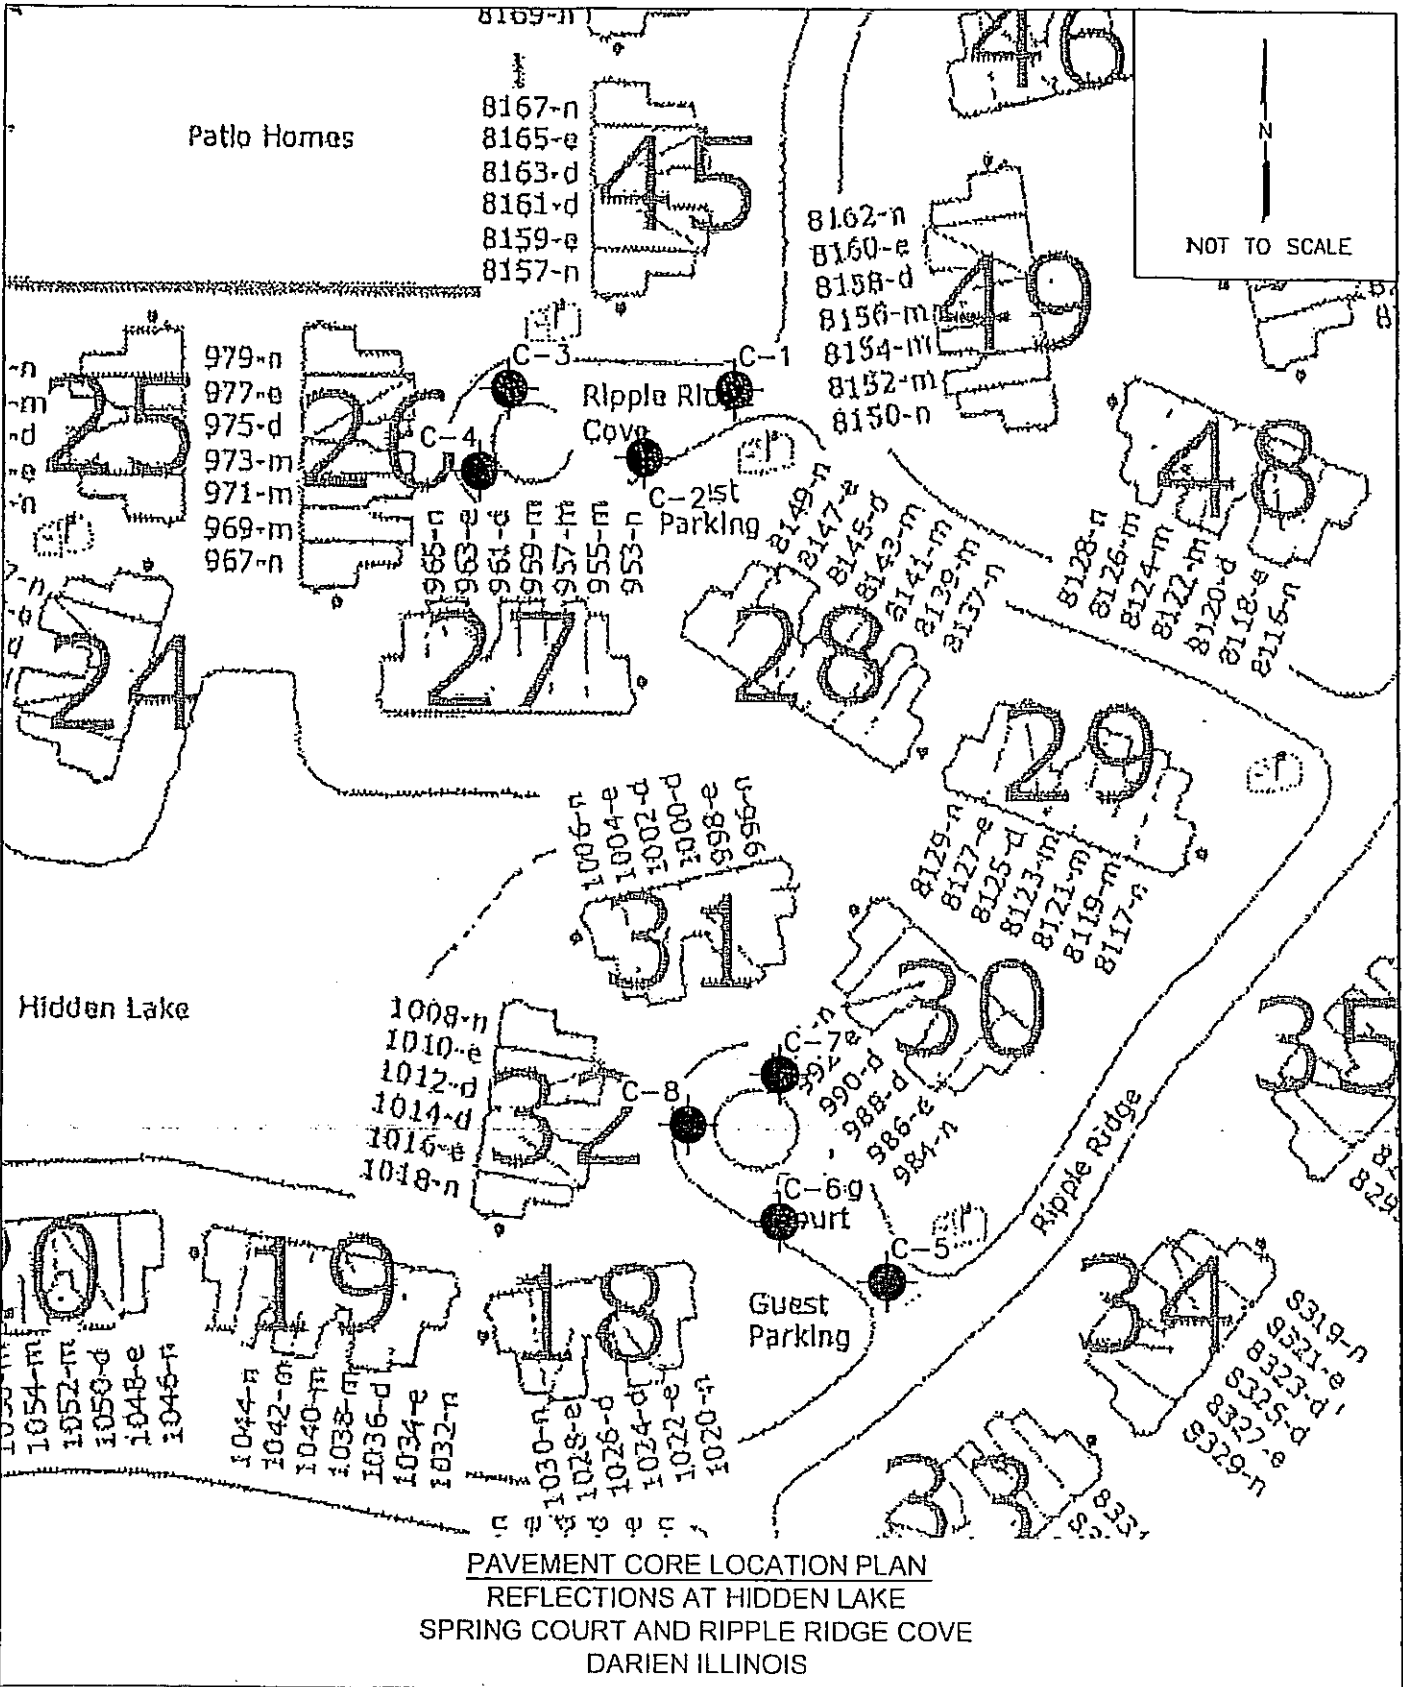 8169-n
46
N
NOT TO SCALE
Patio Homes
8167-n
8165-e
8163-d
8161-d
8159-e
8157-n
45
8162-n
8160-e
8158-d
8156-m
8154-m
8152-m
8150-n
49
-n
-m
-d
-e
-n
25
979-n
977-e
975-d
973-m
971-m
969-m
967-n
26
C-3
C-1
Ripple Ridge
Cove
C-4
C-2
st
Parking
48
965-n
963-e
961-d
959-m
957-m
955-m
953-n
27
8149-n
8147-e
8145-d
8143-m
8141-m
8139-m
8137-n
28
8128-n
8126-m
8124-m
8122-m
8120-d
8118-e
8116-n
24
29
8129-n
8127-e
8125-d
8123-m
8121-m
8119-m
8117-n
1006-n
1004-e
1002-d
1000-d
998-e
996-n
31
30
-n
992-e
990-d
988-d
986-e
984-n
35
Hidden Lake
1008-n
1010-e
1012-d
1014-d
1016-e
1018-n
32
C-7
C-8
C-6
g
ourt
C-5
Ripple Ridge
Guest
Parking
829
34
8319-n
8321-e
8323-d
8325-d
8327-e
8329-n
1054-m
1052-m
1050-d
1048-e
1046-n
19
1044-n
1042-m
1040-m
1038-m
1036-d
1034-e
1032-n
18
1030-n
1028-e
1026-d
1024-d
1022-e
1020-n
33
n e d d e n
PAVEMENT CORE LOCATION PLAN
REFLECTIONS AT HIDDEN LAKE
SPRING COURT AND RIPPLE RIDGE COVE
DARIEN ILLINOIS